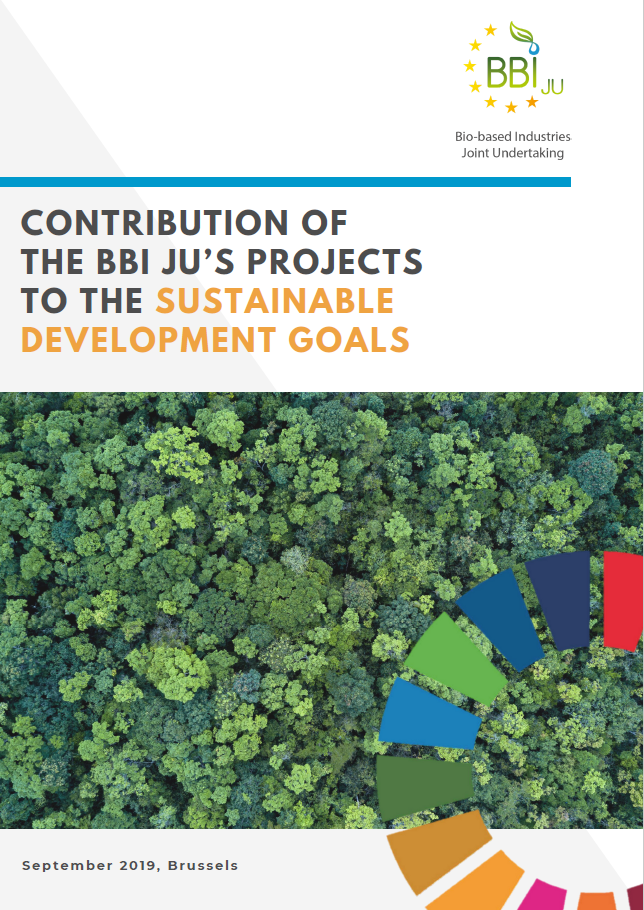 BBI JU
Bio-based Industries
Joint Undertaking
CONTRIBUTION OF
THE BBI JU’S PROJECTS
TO THE SUSTAINABLE
DEVELOPMENT GOALS
September 2019, Brussels